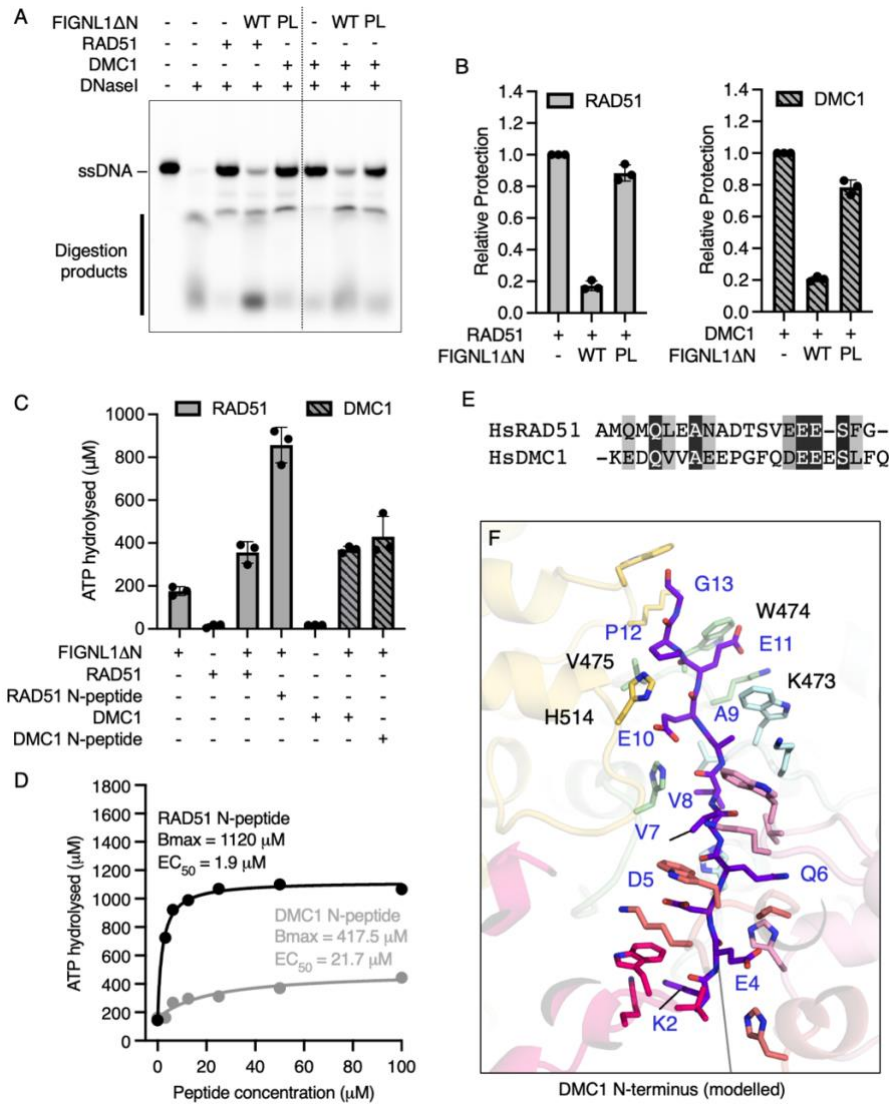 A
FIGNL1ΔN - - - WT PL - WT PL
RAD51 + + +
DMC1 + + + +
DNaseI - + + + + + + +
ssDNA
Digestion
products
B
1.4
1.2
1.0
0.8
0.6
0.4
0.2
0.0
Relative Protection
RAD51
RAD51 + + +
FIGNL1ΔN - WT PL
1.4
1.2
1.0
0.8
0.6
0.4
0.2
0.0
Relative Protection
DMC1
DMC1 + + +
FIGNL1ΔN - WT PL
C
RAD51 DMC1
1000
800
600
400
200
0
ATP hydrolysed (μM)
FIGNL1ΔN + - + + - + +
RAD51 - + + - - - -
RAD51 N-peptide - - - + - - -
DMC1 - - - - + + -
DMC1 N-peptide - - - - - - +
D
1800
1600
1400
1200
1000
800
600
400
200
0
ATP hydrolysed
(μM)
RAD51 N-peptide
Bmax = 1120 μM
EC50 = 1.9 μM
DMC1 N-peptide
Bmax = 417.5 μM
EC50 = 21.7 μM
0 20 40 60 80 100
Peptide concentration (μM)
E
HsRAD51 AMQMQLEANADTSVEEE-SFG-
HsDMC1 -KEDQVVAEEPGFQDEEESLFQ
F
G13
W474
P12
E11
V475
K473
H514
A9
E10
V8
V7
Q6
D5
E4
K2
DMC1 N-terminus (modelled)